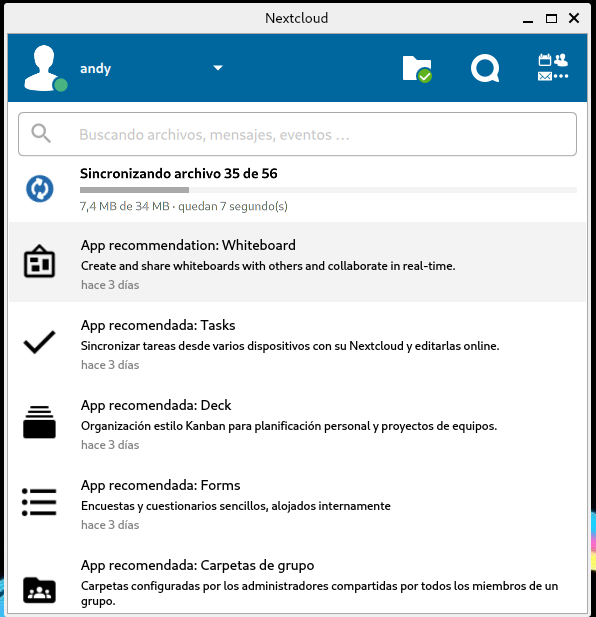 Nextcloud
andy
Buscando archivos, mensajes, eventos …
Sincronizando archivo 35 de 56
7,4 MB de 34 MB · quedan 7 segundo(s)
App recommendation: Whiteboard
Create and share whiteboards with others and collaborate in real-time.
hace 3 días
App recomendada: Tasks
Sincronizar tareas desde varios dispositivos con su Nextcloud y editarlas online.
hace 3 días
App recomendada: Deck
Organización estilo Kanban para planificación personal y proyectos de equipos.
hace 3 días
App recomendada: Forms
Encuestas y cuestionarios sencillos, alojados internamente
hace 3 días
App recomendada: Carpetas de grupo
Carpetas configuradas por los administradores compartidas por todos los miembros de un
grupo.